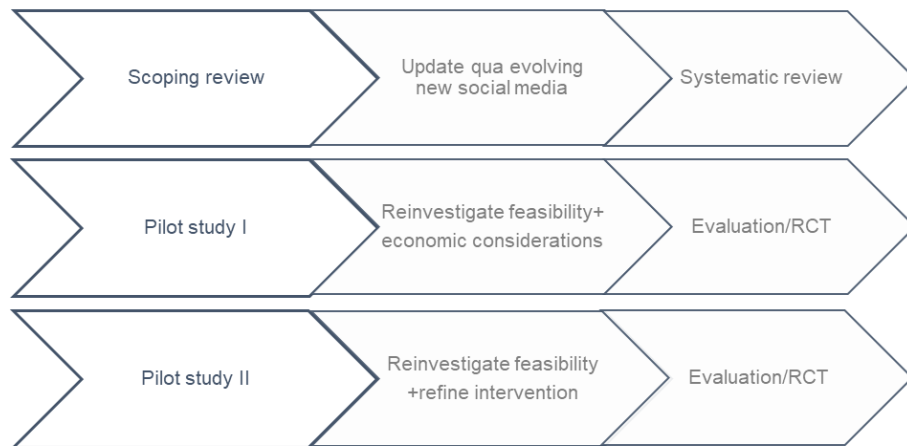 Scoping review
Update qua evolving
new social media
Systematic review
Pilot study I
Reinvestigate feasibility+
economic considerations
Evaluation/RCT
Pilot study II
Reinvestigate feasibility
+refine intervention
Evaluation/RCT